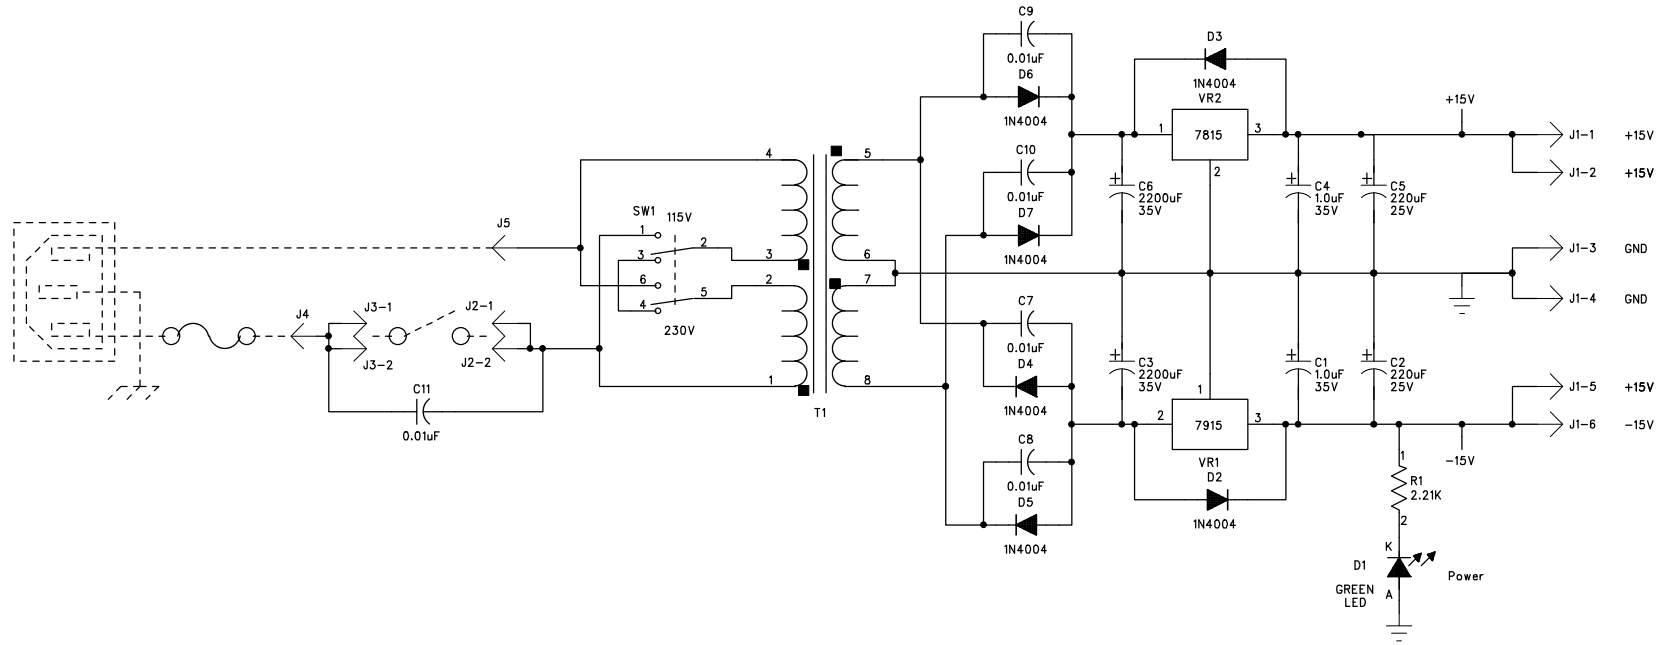 C9
0.01uF
D6
1N4004
C10
0.01uF
D7
1N4004
D3
1N4004
VR2
1
7815
3
2
+15V
J1-1 +15V
J1-2 +15V
+
C6
2200uF
35V
+
C4
1.0uF
35V
+
C5
220uF
25V
J1-3 GND
J1-4 GND
J5
SW1
115V
1
2
3
6
5
4
230V
4
3
2
1
5
6
7
8
T1
J4
J3-1
J3-2
J2-1
J2-2
C11
0.01uF
C7
0.01uF
D4
1N4004
C8
0.01uF
D5
1N4004
+
C3
2200uF
35V
+
C1
1.0uF
35V
+
C2
220uF
25V
1
2
7915
3
VR1
D2
1N4004
J1-5 +15V
J1-6 -15V
-15V
1
R1
2.21K
2
K
D1
GREEN
LED
A
Power